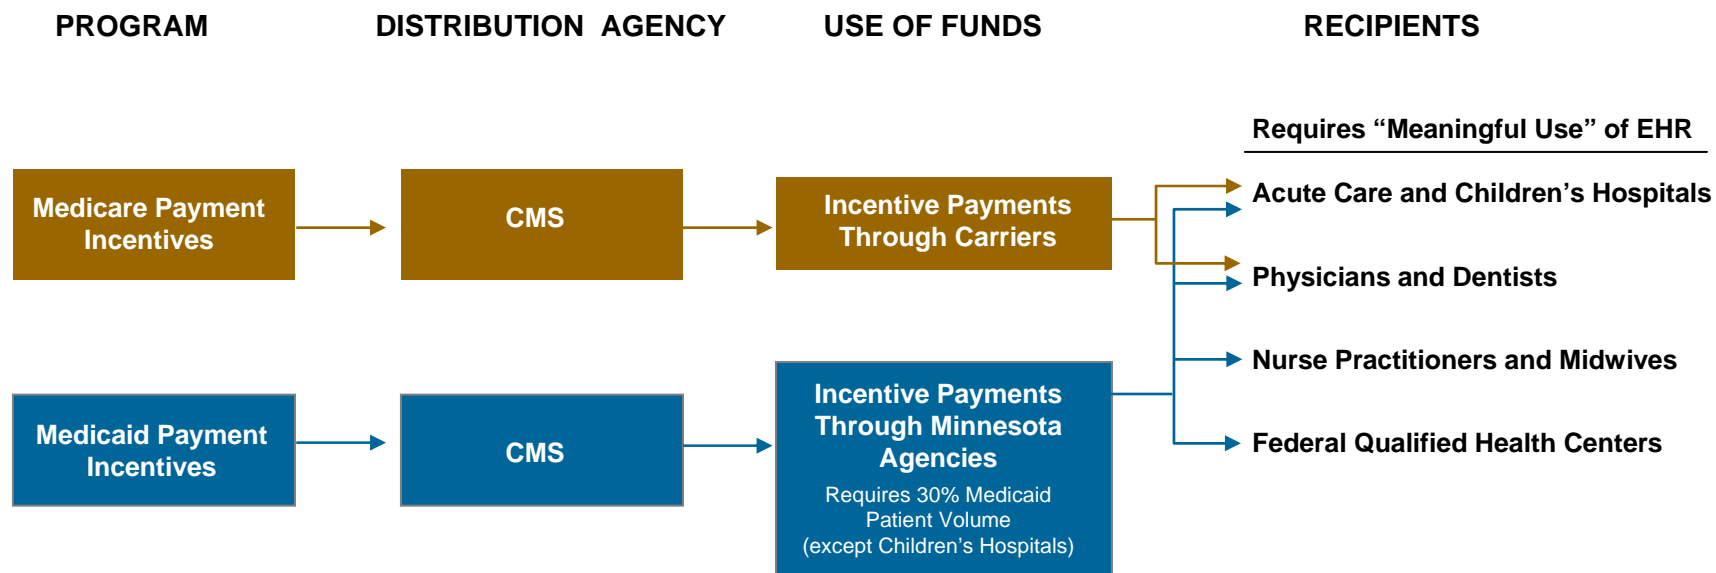 PROGRAM
DISTRIBUTION AGENCY
USE OF FUNDS
RECIPIENTS
Requires “Meaningful Use” of EHR
Medicare Payment
Incentives
CMS
Incentive Payments
Through Carriers
Acute Care and Children’s Hospitals
Physicians and Dentists
Nurse Practitioners and Midwives
Federal Qualified Health Centers
Medicaid Payment
Incentives
CMS
Incentive Payments
Through Minnesota
Agencies
Requires 30% Medicaid
Patient Volume
(except Children’s Hospitals)